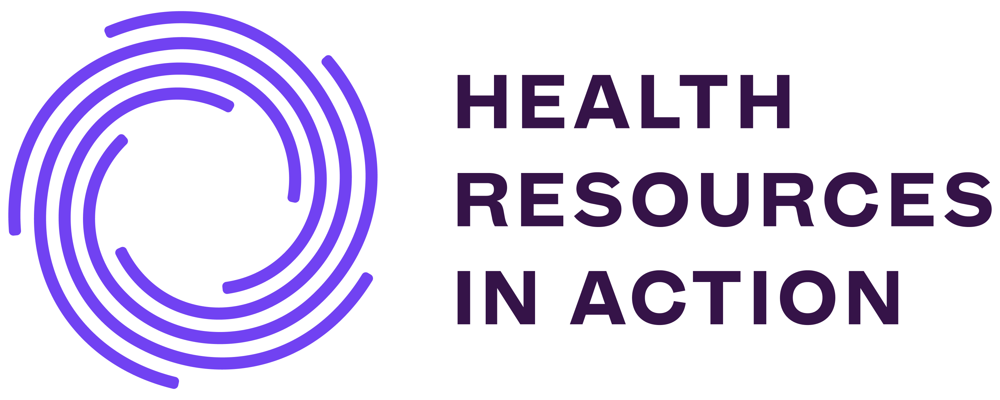 HEALTH
RESOURCES
IN ACTION